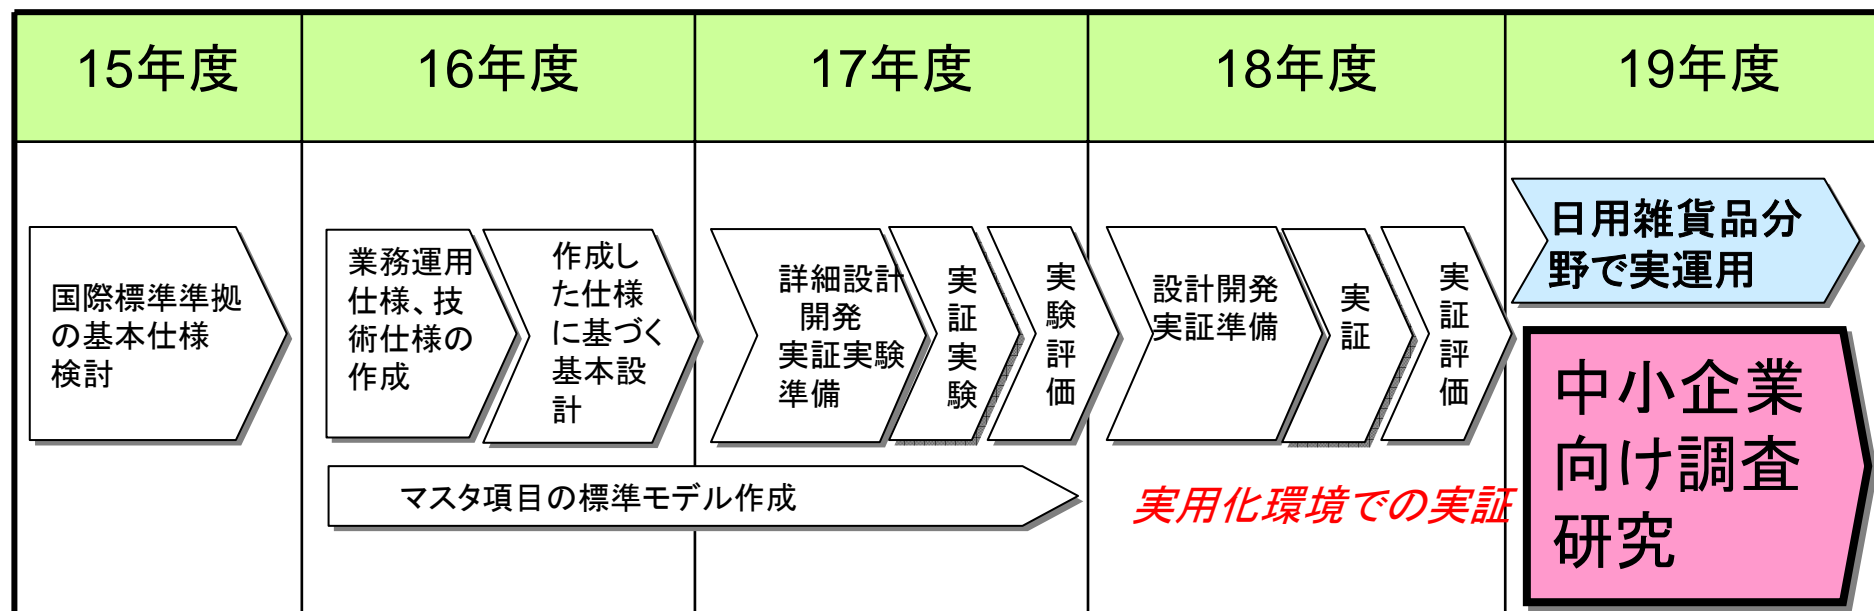 15年度
16年度
17年度
18年度
19年度
国際標準準拠
の基本仕様
検討
業務運用
仕様、技
術仕様の
作成
作成し
た仕様
に基づく
基本設
計
マスタ項目の標準モデル作成
詳細設計
開発
実証実験
準備
実証実験
実験評価
設計開発
実証準備
実証
実証評価
実用化環境での実証
日用雑貨品分
野で実運用
中小企業
向け調査
研究